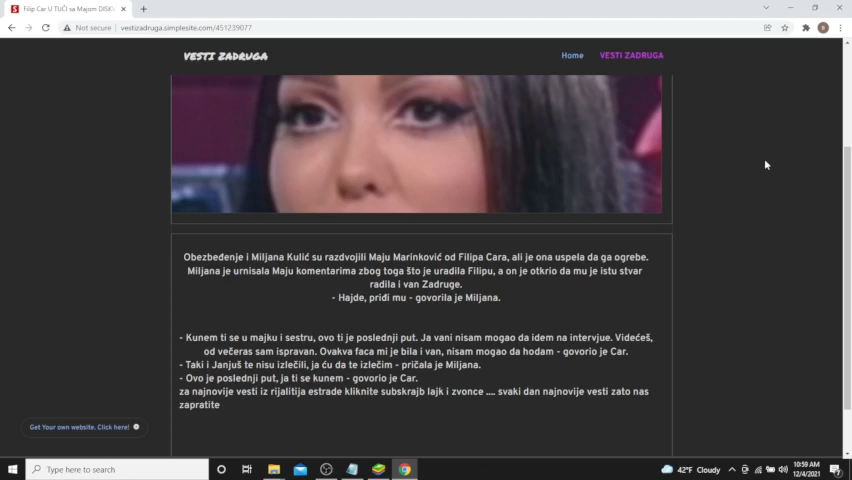 Filip Car U TUČI sa Majom DISKV
Not secure
vestizadruga.simplesite.com/451239077
VESTI ZADRUGA
Home
VESTI ZADRUGA
Obezbeđenje i Miljana Kulić su razdvojili Maju Marinković od Filipa Cara, ali je ona uspela da ga ogrebe.
Miljana je urnisala Maju komentarima zbog toga što je uradila Filipu, a on je otkrio da mu je istu stvar
radila i van Zadruge.
- Hajde, priđi mu - govorila je Miljana.
- Kunem ti se u majku i sestru, ovo ti je poslednji put. Ja vani nisam mogao da idem na intervjue. Videćeš,
od večeras sam ispravan. Ovakva faca mi je bila i van, nisam mogao da hodam - govorio je Car.
- Taki i Janjuš te nisu izlečili, ja ću da te izlečim - pričala je Miljana.
- Ovo je poslednji put, ja ti se kunem - govorio je Car.
za najnovije vesti iz rijalitija estrade kliknite subskrajb lajk i zvonce .... svaki dan najnovije vesti zato nas
zapratite
Get Your own website. Click here!
Type here to search
42°F Cloudy
10:59 AM
12/4/2021